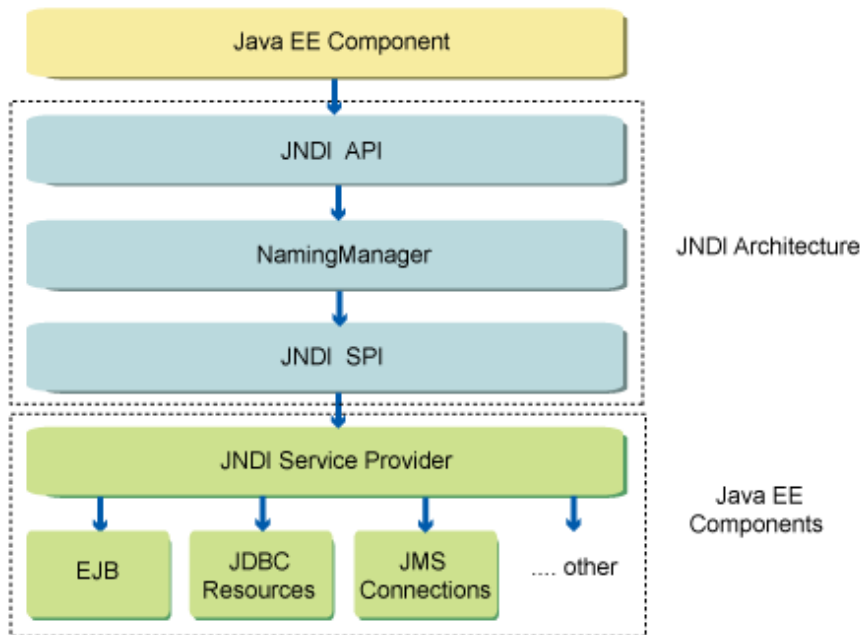 Java EE Component
JNDI API
NamingManager
JNDI Architecture
JNDI SPI
JNDI Service Provider
Java EE
Components
EJB
JDBC
Resources
JMS
Connections
.... other